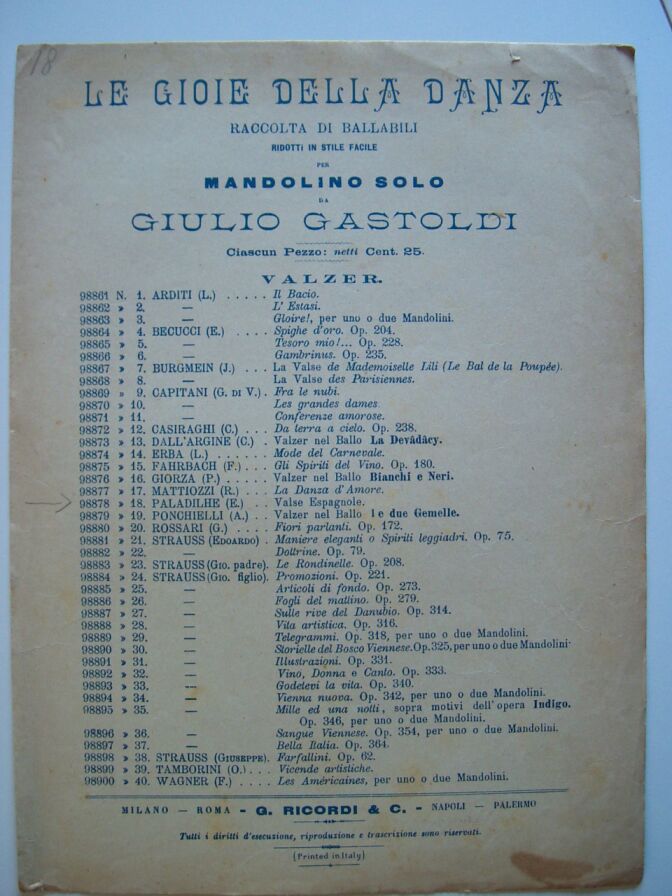 18
LE GIOIE DELLA DANZA
RACCOLTA DI BALLABILI
RIDOTTI IN STILE FACILE
PER
MANDOLINO SOLO
DA
GIULIO GASTOLDI
Ciascun Pezzo: netti Cent. 25.
VALZER.
98861 N. 1. ARDITI (L.) . . . . . Il Bacio.
98862 » 2. — L' Estasi.
98863 » 3. — Gloire!, per uno o due Mandolini.
98864 » 4. BECUCCI (E.) . . . . Spighe d'oro. Op. 204.
98865 » 5. — Tesoro mio!... Op. 228.
98866 » 6. — Gambrinus. Op. 235.
98867 » 7. BURGMEIN (J.) . . . La Valse de Mademoiselle Lili (Le Bal de la Poupée).
98868 » 8. — La Valse des Parisiennes.
98869 » 9. CAPITANI (G. DI V.) . Fra le nubi.
98870 » 10. — Les grandes dames.
98871 » 11. — Conferenze amorose.
98872 » 12. CASIRAGHI (C.) . . . Da terra a cielo. Op. 238.
98873 » 13. DALL'ARGINE (C.) . Valzer nel Ballo La Devâdâcy.
98874 » 14. ERBA (L.) . . . . . . Mode del Carnevale.
98875 » 15. FAHRBACH (F.) . . . Gli Spiriti del Vino. Op. 180.
98876 » 16. GIORZA (P.) . . . . . Valzer nel Ballo Bianchi e Neri.
98877 » 17. MATTIOZZI (R.) . . . La Danza d'Amore.
98878 » 18. PALADILHE (E.) . . Valse Espagnole.
98879 » 19. PONCHIELLI (A.) . . Valzer nel Ballo le due Gemelle.
98880 » 20. ROSSARI (G.) . . . . Fiori parlanti. Op. 172.
98881 » 21. STRAUSS (EDOARDO) . Maniere eleganti o Spiriti leggiadri. Op. 75.
98882 » 22. — Dottrine. Op. 79.
98883 » 23. STRAUSS (Gio. padre). Le Rondinelle. Op. 208.
98884 » 24. STRAUSS (Gio. figlio). Promozioni. Op. 221.
98885 » 25. — Articoli di fondo. Op. 273.
98886 » 26. — Fogli del mattino. Op. 279.
98887 » 27. — Sulle rive del Danubio. Op. 314.
98888 » 28. — Vita artistica. Op. 316.
98889 » 29. — Telegrammi. Op. 318, per uno o due Mandolini.
98890 » 30. — Storielle del Bosco Viennese. Op. 325, per uno o due Mandolini.
98891 » 31. — Illustrazioni. Op. 331.
98892 » 32. — Vino, Donna e Canto. Op. 333.
98893 » 33. — Godetevi la vita. Op. 340.
98894 » 34. — Vienna nuova. Op. 342, per uno o due Mandolini.
98895 » 35. — Mille ed una notti, sopra motivi dell'opera Indigo.
Op. 346, per uno o due Mandolini.
98896 » 36. — Sangue Viennese. Op. 354, per uno o due Mandolini.
98897 » 37. — Bella Italia. Op. 364.
98898 » 38. STRAUSS (GIUSEPPE). Farfallini. Op. 62.
98899 » 39. TAMBORINI (O.) . . . Vicende artistiche.
98900 » 40. WAGNER (F.) . . . . Les Américaines, per uno o due Mandolini.
MILANO — ROMA - G. RICORDI & C. - NAPOLI — PALERMO
Tutti i diritti d'esecuzione, riproduzione e trascrizione sono riservati.
(Printed in Italy)